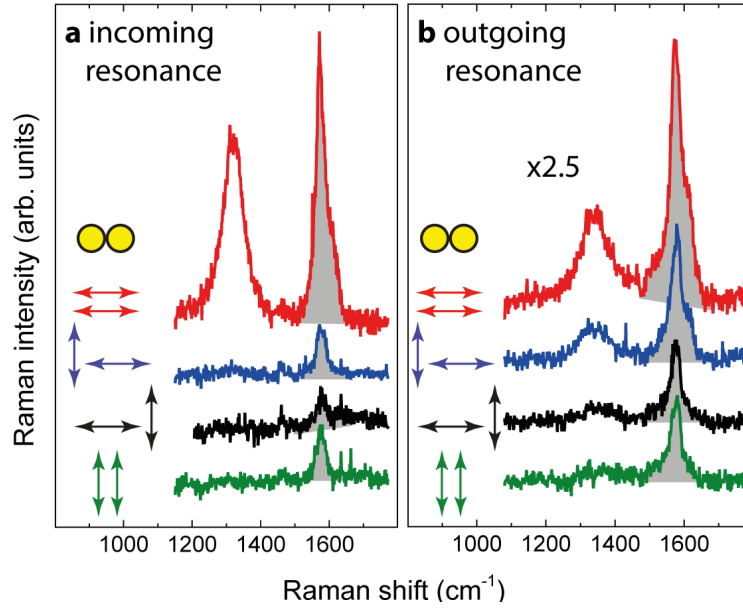 a incoming
resonance
b outgoing
resonance
x2.5
Raman intensity (arb. units)
1000 1200 1400 1600
1000 1200 1400 1600 1800
Raman shift (cm⁻¹)